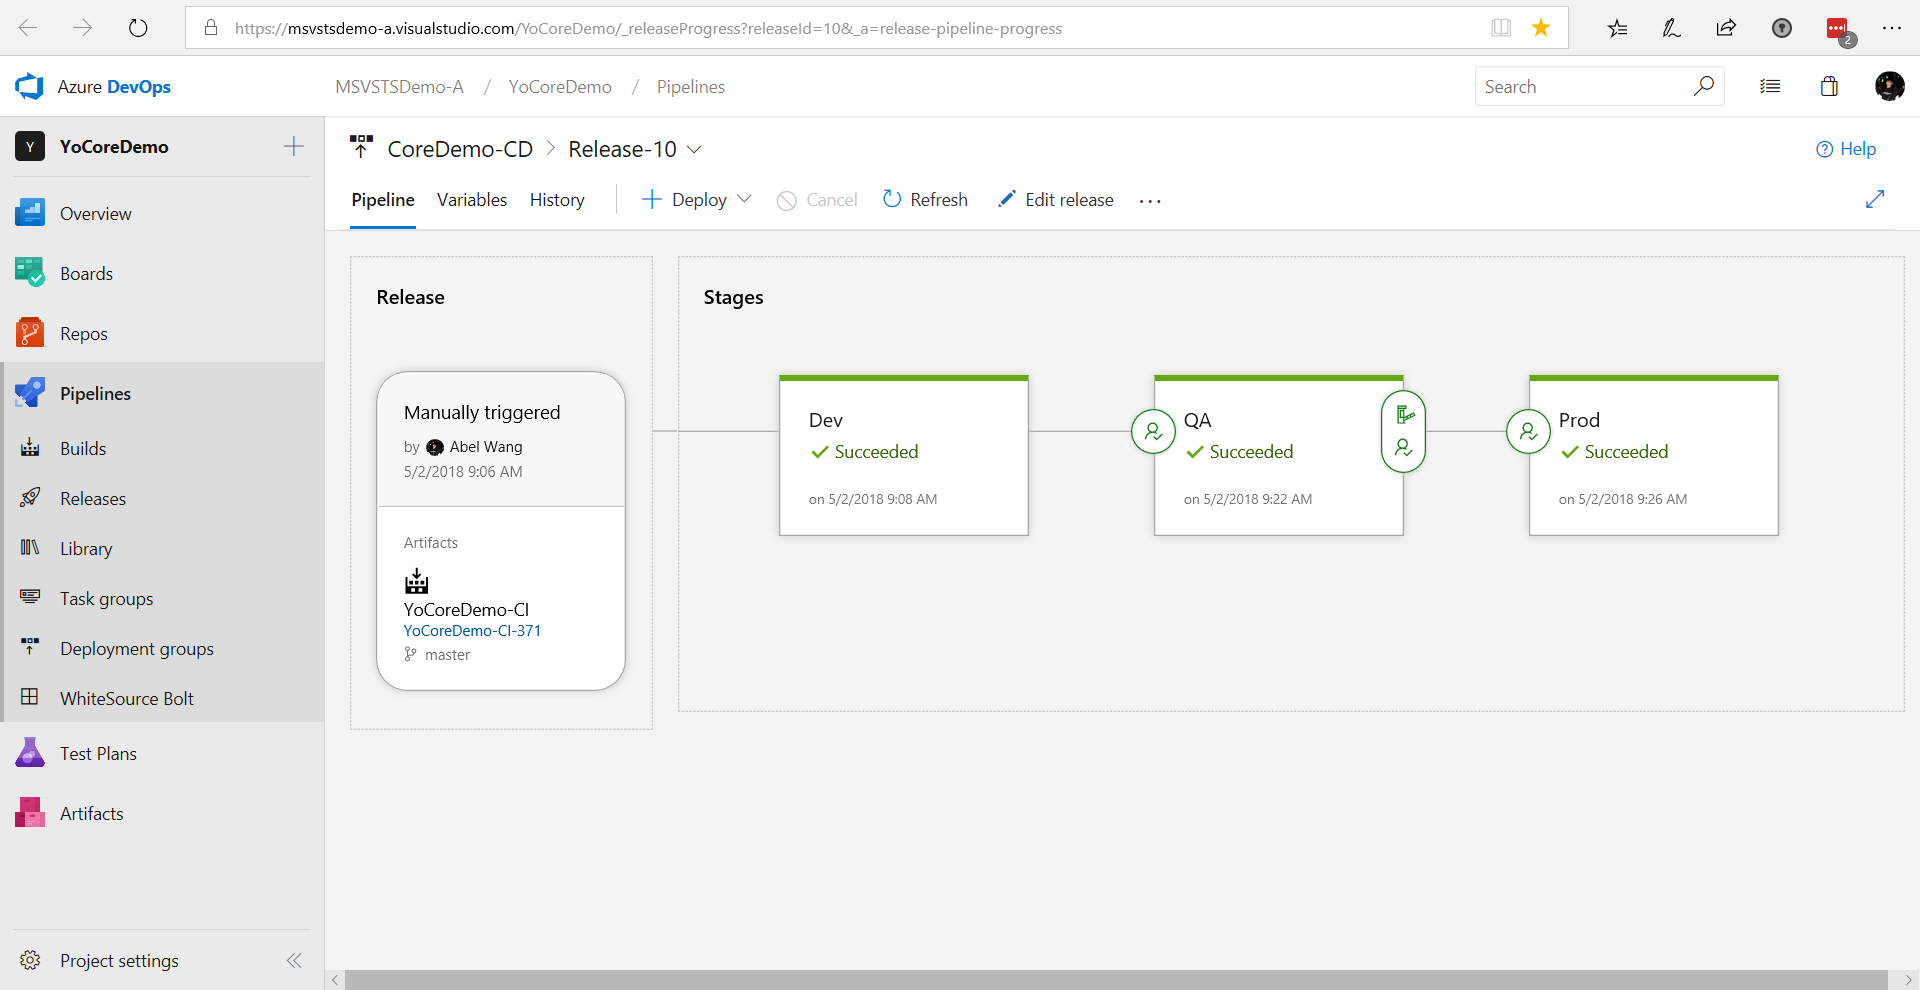 https://msvstsdemo-a.visualstudio.com/YoCoreDemo/_releaseProgress?releaseId=10&_a=release-pipeline-progress
2
Azure DevOps
MSVSTSDemo-A / YoCoreDemo / Pipelines
Search
Y YoCoreDemo
CoreDemo-CD > Release-10
Help
Pipeline Variables History Deploy Cancel Refresh Edit release ...
Overview
Boards
Repos
Pipelines
Builds
Releases
Library
Task groups
Deployment groups
WhiteSource Bolt
Test Plans
Artifacts
Project settings
Release
Manually triggered
by Abel Wang
5/2/2018 9:06 AM
Artifacts
YoCoreDemo-CI
YoCoreDemo-CI-371
master
Stages
Dev
Succeeded
on 5/2/2018 9:08 AM
QA
Succeeded
on 5/2/2018 9:22 AM
Prod
Succeeded
on 5/2/2018 9:26 AM